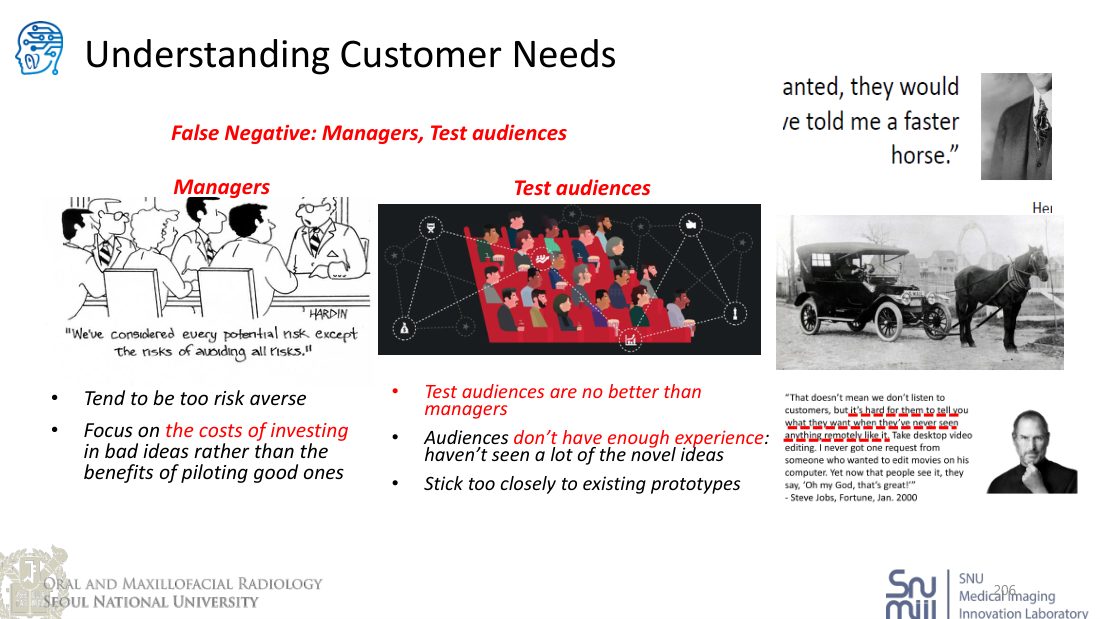 Understanding Customer Needs
anted, they would
ve told me a faster
horse.”
False Negative: Managers, Test audiences
Managers
Test audiences
Her
HARDIN
"We've considered every potential risk except
the risks of avoiding all risks."
• Tend to be too risk averse
• Focus on the costs of investing
in bad ideas rather than the
benefits of piloting good ones
• Test audiences are no better than
managers
• Audiences don’t have enough experience:
haven’t seen a lot of the novel ideas
• Stick too closely to existing prototypes
“That doesn’t mean we don’t listen to
customers, but it’s hard for them to tell you
what they want when they’ve never seen
anything remotely like it. Take desktop video
editing. I never got one request from
someone who wanted to edit movies on his
computer. Yet now that people see it, they
say, ‘Oh my God, that’s great!’”
- Steve Jobs, Fortune, Jan. 2000
ORAL AND MAXILLOFACIAL RADIOLOGY
SEOUL NATIONAL UNIVERSITY
Snu
miil
SNU
Medical Imaging
Innovation Laboratory
206